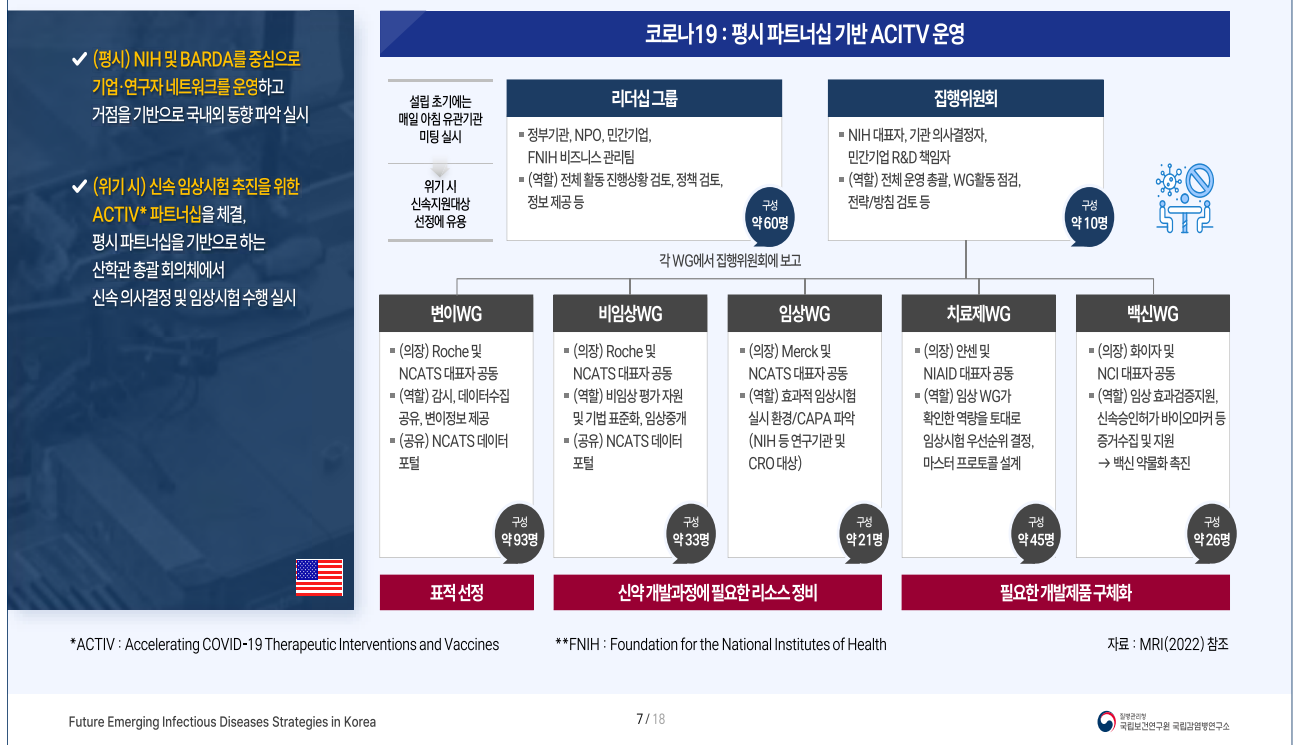 ✔ (평시) NIH 및 BARDA를 중심으로
기업·연구자 네트워크를 운영하고
거점을 기반으로 국내외 동향 파악 실시
✔ (위기 시) 신속 임상시험 추진을 위한
ACTIV* 파트너십을 체결,
평시 파트너십을 기반으로 하는
산학관 총괄 회의체에서
신속 의사결정 및 임상시험 수행 실시
코로나19 : 평시 파트너십 기반 ACITV 운영
설립 초기에는
매일 아침 유관기관
미팅 실시
위기 시
신속지원대상
선정에 유용
리더십 그룹
▪ 정부기관, NPO, 민간기업,
FNIH 비즈니스 관리팀
▪ (역할) 전체 활동 진행상황 검토, 정책 검토,
정보 제공 등
구성
약 60명
집행위원회
▪ NIH 대표자, 기관 의사결정자,
민간기업 R&D 책임자
▪ (역할) 전체 운영 총괄, WG활동 점검,
전략/방침 검토 등
구성
약 10명
각 WG에서 집행위원회에 보고
변이WG
▪ (의장) Roche 및
NCATS 대표자 공동
▪ (역할) 감시, 데이터수집
공유, 변이정보 제공
▪ (공유) NCATS 데이터
포털
구성
약 93명
비임상WG
▪ (의장) Roche 및
NCATS 대표자 공동
▪ (역할) 비임상 평가 자원
및 기법 표준화, 임상중개
▪ (공유) NCATS 데이터
포털
구성
약 33명
임상WG
▪ (의장) Merck 및
NCATS 대표자 공동
▪ (역할) 효과적 임상시험
실시 환경/CAPA 파악
(NIH 등 연구기관 및
CRO 대상)
구성
약 21명
치료제WG
▪ (의장) 얀센 및
NIAID 대표자 공동
▪ (역할) 임상 WG가
확인한 역량을 토대로
임상시험 우선순위 결정,
마스터 프로토콜 설계
구성
약 45명
백신WG
▪ (의장) 화이자 및
NCI 대표자 공동
▪ (역할) 임상 효과검증지원,
신속승인허가 바이오마커 등
증거수집 및 지원
→ 백신 약물화 촉진
구성
약 26명
표적 선정
신약 개발과정에 필요한 리소스 정비
필요한 개발제품 구체화
*ACTIV : Accelerating COVID-19 Therapeutic Interventions and Vaccines
**FNIH : Foundation for the National Institutes of Health
자료 : MRI(2022) 참조
Future Emerging Infectious Diseases Strategies in Korea
7 / 18
질병관리청
국립보건연구원 국립감염병연구소